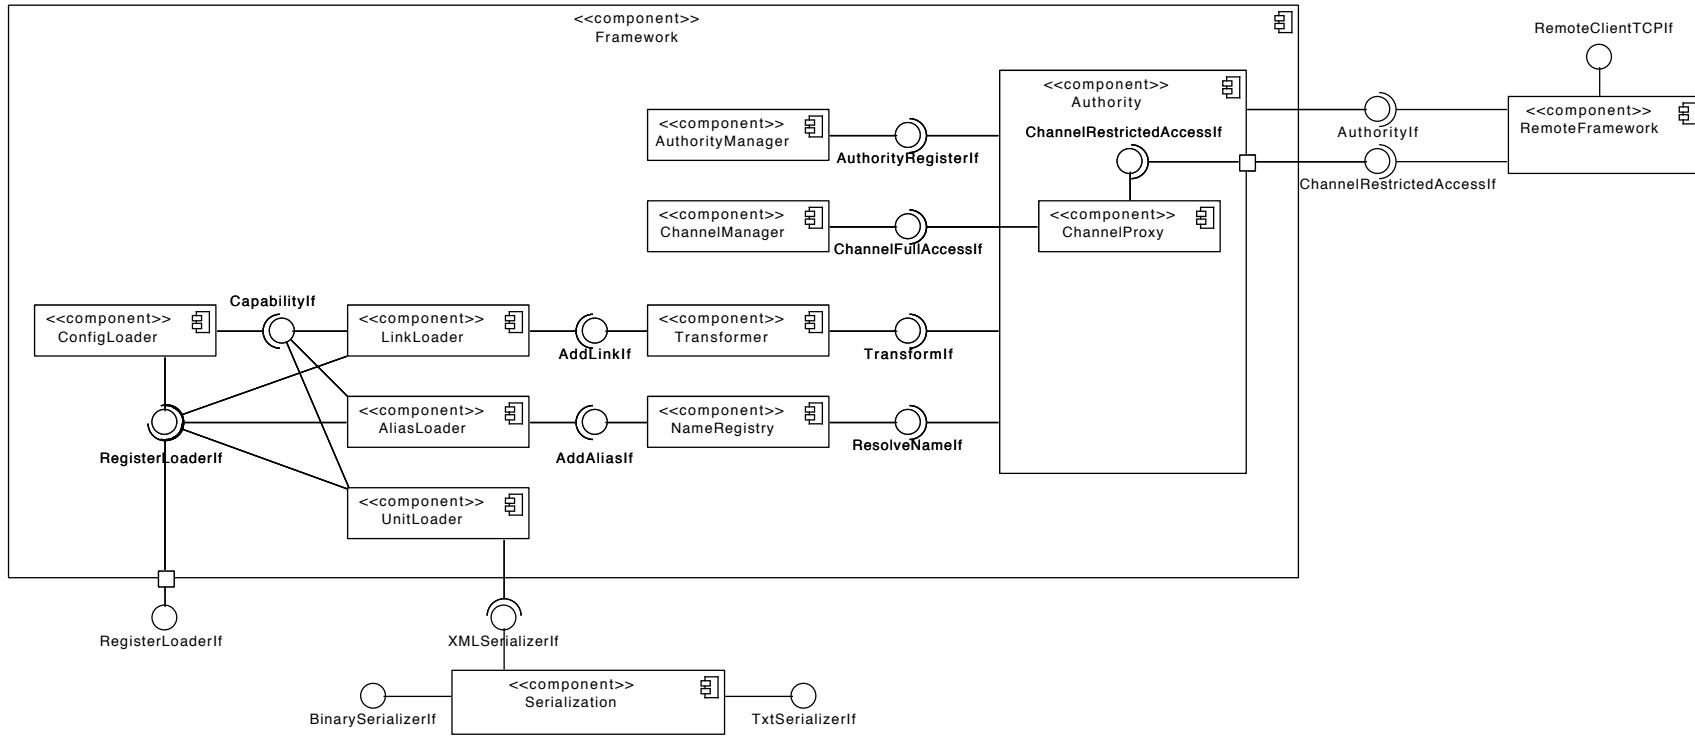 <<component>>
Framework
RemoteClientTCPIf
<<component>>
Authority
<<component>>
RemoteFramework
<<component>>
AuthorityManager
ChannelRestrictedAccessIf
AuthorityIf
AuthorityRegisterIf
ChannelRestrictedAccessIf
<<component>>
ChannelManager
<<component>>
ChannelProxy
ChannelFullAccessIf
CapabilityIf
<<component>>
ConfigLoader
<<component>>
LinkLoader
<<component>>
Transformer
AddLinkIf
TransformIf
<<component>>
AliasLoader
<<component>>
NameRegistry
RegisterLoaderIf
AddAliasIf
ResolveNameIf
<<component>>
UnitLoader
RegisterLoaderIf
XMLSerializerIf
<<component>>
Serialization
BinarySerializerIf
TxtSerializerIf